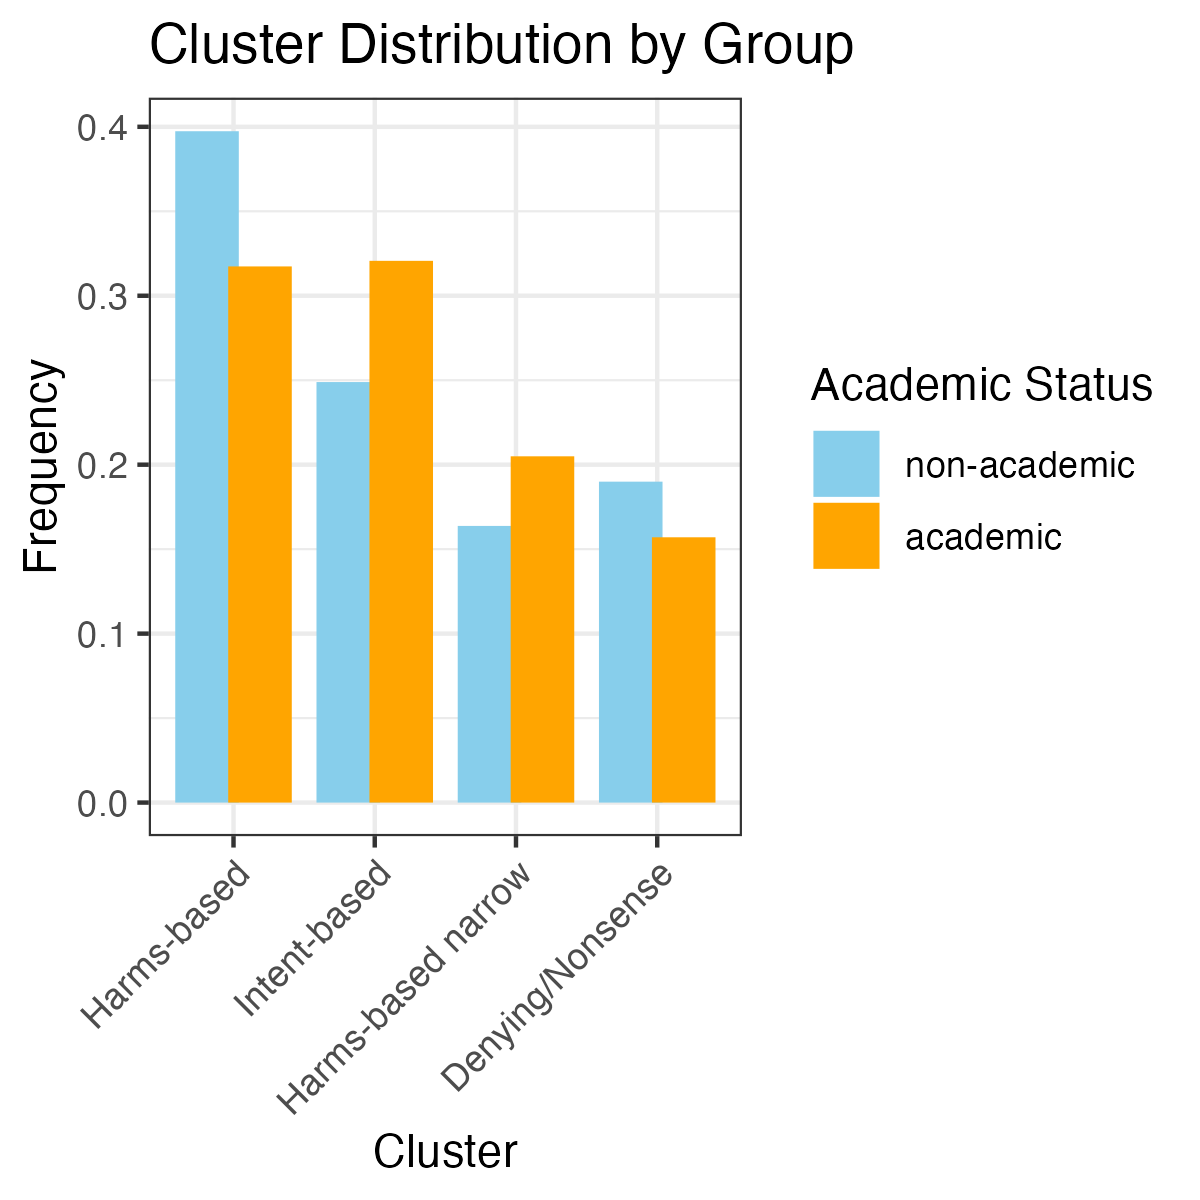 Cluster Distribution by Group
Frequency
0.4
0.3
0.2
0.1
0.0
Harms-based
Intent-based
Harms-based narrow
Denying/Nonsense
Cluster
Academic Status
non-academic
academic